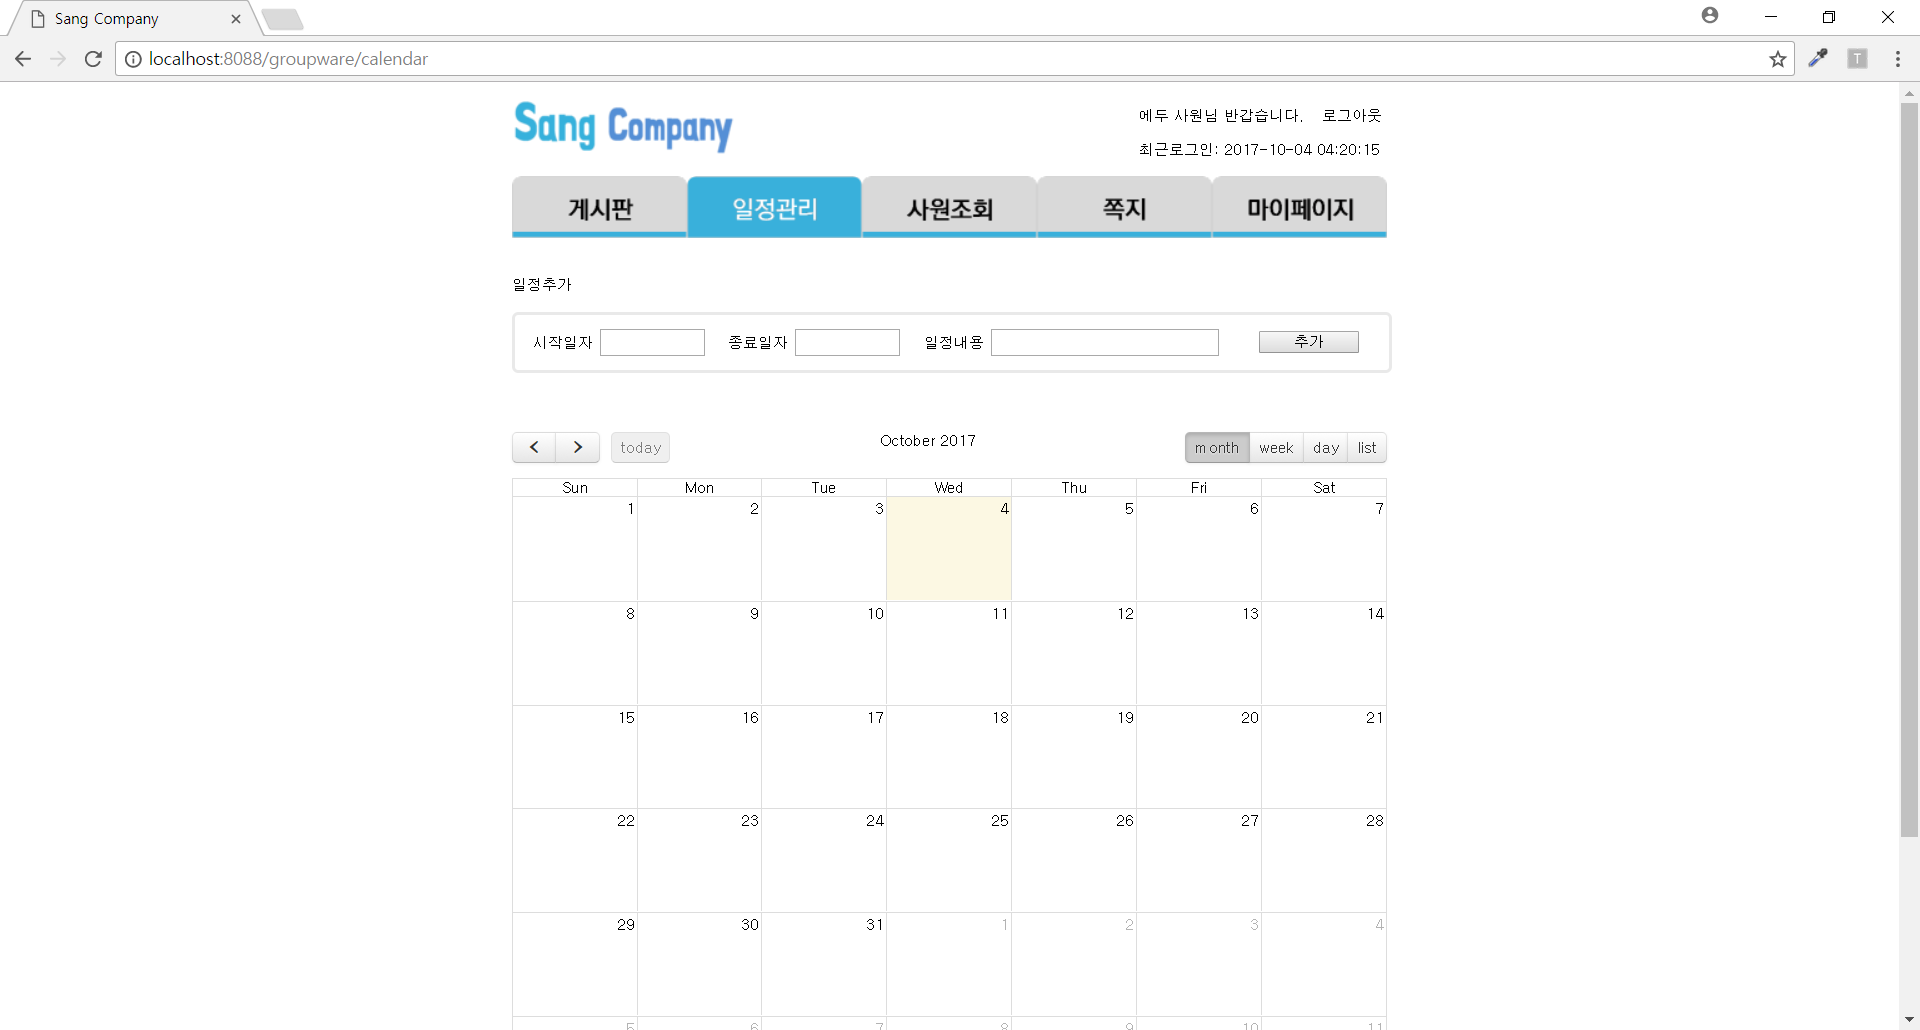 Sang Company
localhost:8088/groupware/calendar
T
Sang Company
에두 사원님 반갑습니다. 로그아웃
최근로그인: 2017-10-04 04:20:15
게시판 일정관리 사원조회 쪽지 마이페이지
일정추가
시작일자 종료일자 일정내용 추가
today October 2017 month week day list
Sun Mon Tue Wed Thu Fri Sat
1 2 3 4 5 6 7
8 9 10 11 12 13 14
15 16 17 18 19 20 21
22 23 24 25 26 27 28
29 30 31 1 2 3 4
5 6 7 8 9 10 11